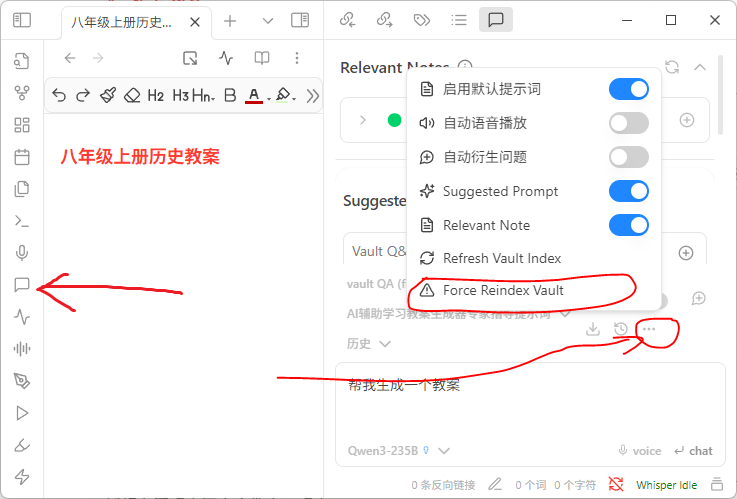 八年级上册历史...
H2 H3 Hn B A
八年级上册历史教案
Relevant Notes
启用默认提示词
自动语音播放
自动衍生问题
Suggested Prompt
Relevant Note
Refresh Vault Index
Force Reindex Vault
Suggeste
Vault Q&
vault QA (f
AI辅助学习教案生成器专家指导提示词
历史
帮我生成一个教案
Qwen3-235B
voice chat
0 条反向链接 0 个词 0 个字符 Whisper Idle